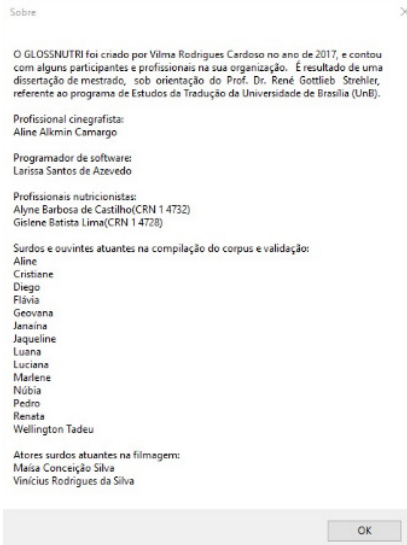 Sobre
O GLOSSNUTRI foi criado por Vilma Rodrigues Cardoso no ano de 2017, e contou
com alguns participantes e profissionais na sua organização. É resultado de uma
dissertação de mestrado, sob orientação do Prof. Dr. René Gottlieb Strehler,
referente ao programa de Estudos da Tradução da Universidade de Brasília (UnB).
Profissional cinegrafista:
Aline Alkmin Camargo
Programador de software:
Larissa Santos de Azevedo
Profissionais nutricionistas:
Alyne Barbosa de Castilho(CRN 1 4732)
Gislene Batista Lima(CRN 1 4728)
Surdos e ouvintes atuantes na compilação do corpus e validação:
Aline
Cristiane
Diego
Flávia
Geovana
Janaína
Jaqueline
Luana
Luciana
Marlene
Núbia
Pedro
Renata
Wellington Tadeu
Atores surdos atuantes na filmagem:
Maísa Conceição Silva
Vinícius Rodrigues da Silva
OK